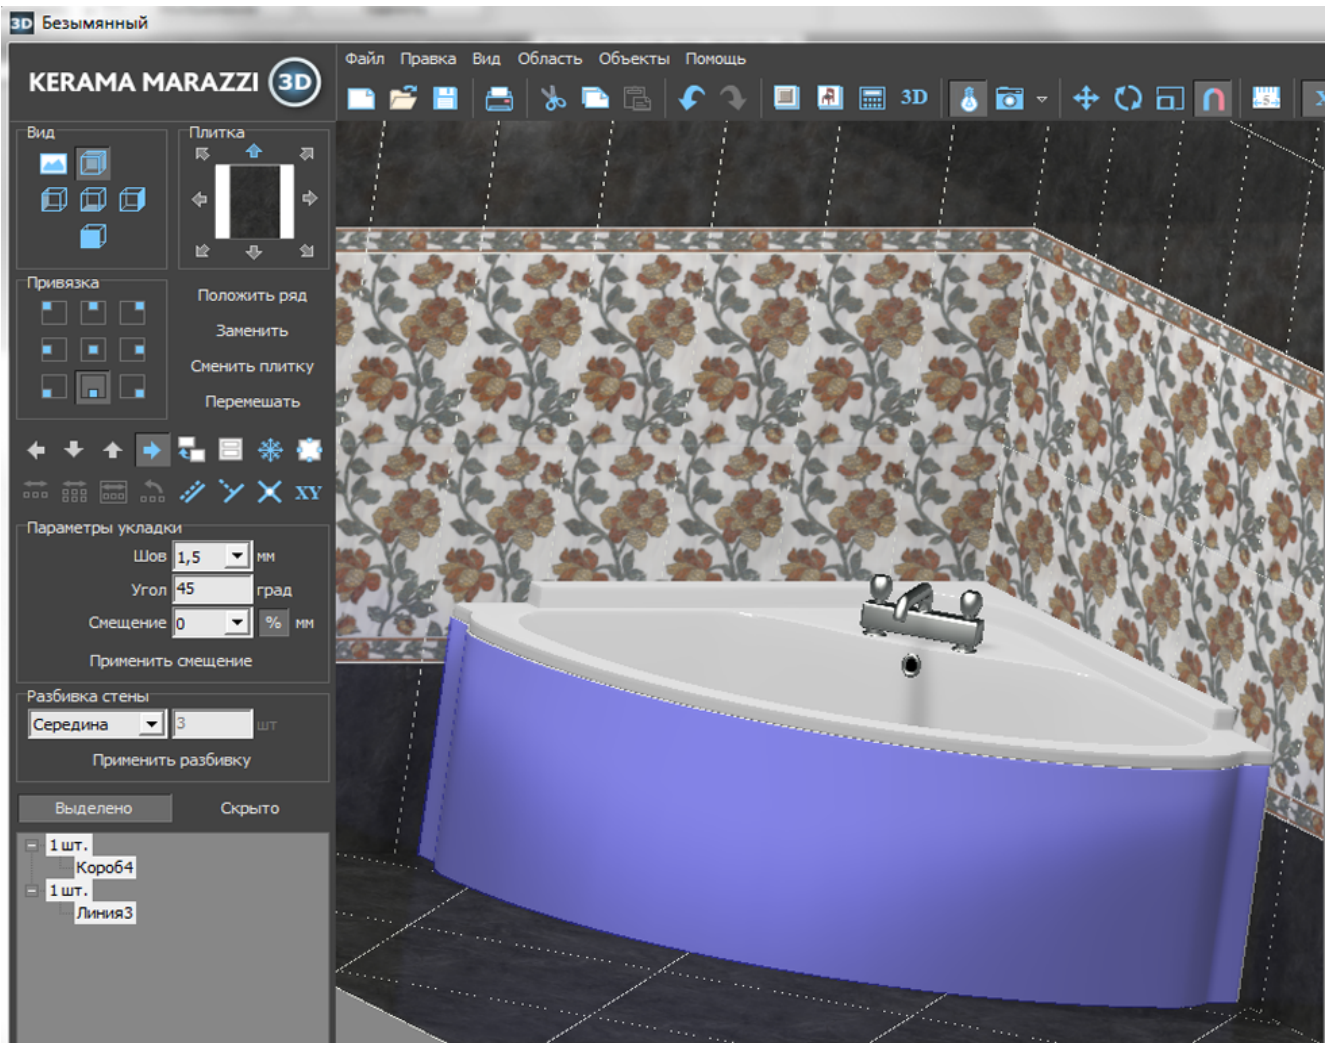 3D Безымянный
KERAMA MARAZZI 3D
Файл Правка Вид Область Объекты Помощь
3D
5
Вид
Плитка
Привязка
Положить ряд
Заменить
Сменить плитку
Перемешать
XY
Параметры укладки
Шов 1,5 мм
Угол 45 град
Смещение 0 % мм
Применить смещение
Разбивка стены
Середина 3 шт
Применить разбивку
Выделено Скрыто
1 шт.
Короб4
1 шт.
Линия3